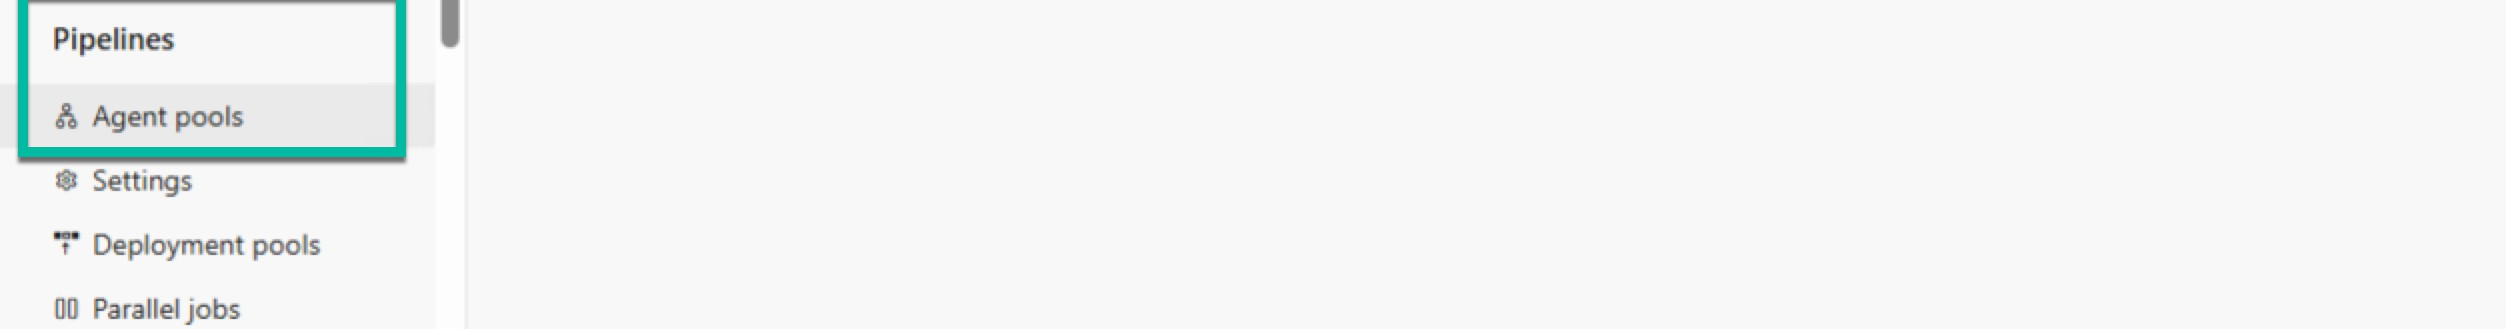 Pipelines
Agent pools
Settings
Deployment pools
Parallel jobs